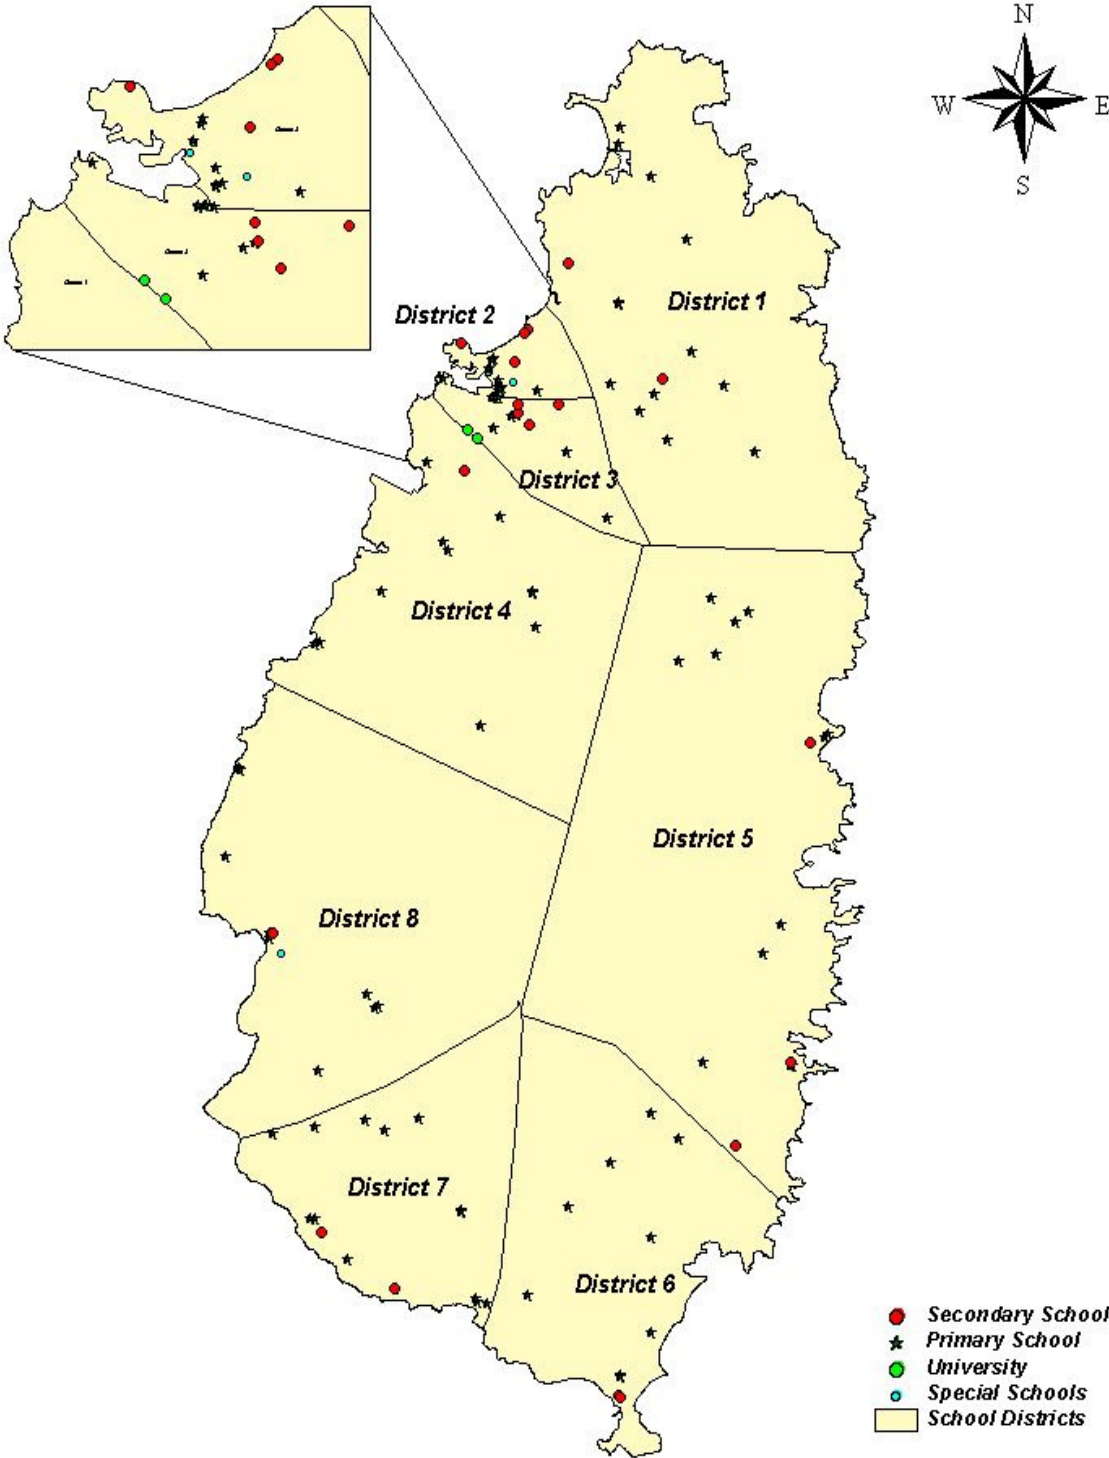 N
W
E
S
District 1
District 2
District 3
District 4
District 5
District 8
District 7
District 6
Secondary School
Primary School
University
Special Schools
School Districts